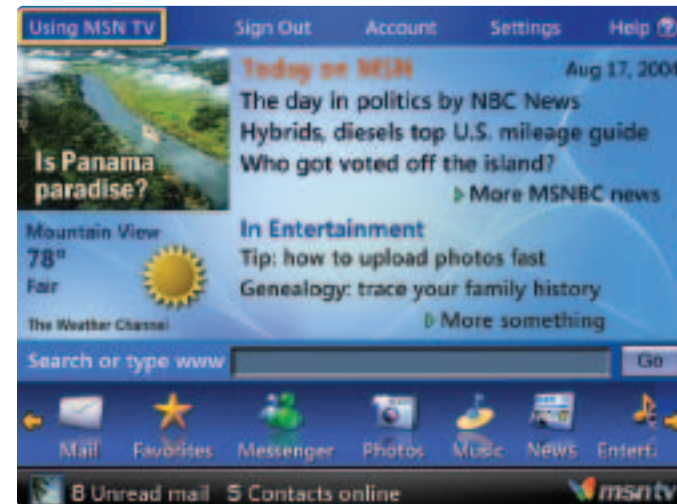 Using MSN TV Sign Out Account Settings Help ?
Today on MSN Aug 17, 2004
The day in politics by NBC News
Hybrids, diesels top U.S. mileage guide
Who got voted off the island?
More MSNBC news
Is Panama
paradise?
Mountain View
78°
Fair
The Weather Channel
In Entertainment
Tip: how to upload photos fast
Genealogy: trace your family history
More something
Search or type www Go
Mail Favorites Messenger Photos Music News Entert
8 Unread mail 5 Contacts online msntv